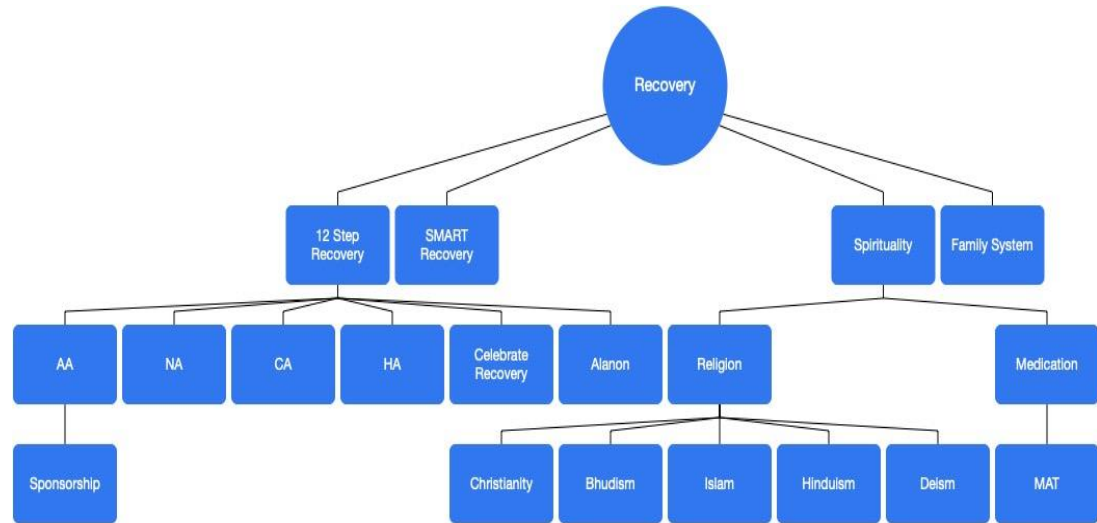 Recovery
12 Step
Recovery
SMART
Recovery
Spirituality
Family System
AA
NA
CA
HA
Celebrate
Recovery
Alanon
Religion
Medication
Sponsorship
Christianity
Bhudism
Islam
Hinduism
Deism
MAT